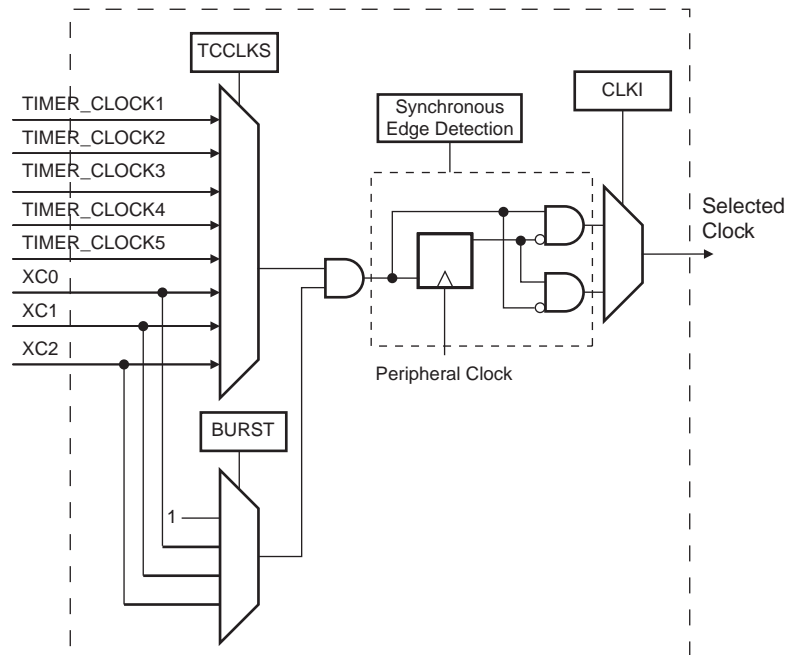 TCCLKS
TIMER_CLOCK1
TIMER_CLOCK2
TIMER_CLOCK3
TIMER_CLOCK4
TIMER_CLOCK5
XC0
XC1
XC2
Synchronous
Edge Detection
CLKI
Selected
Clock
Peripheral Clock
BURST
1